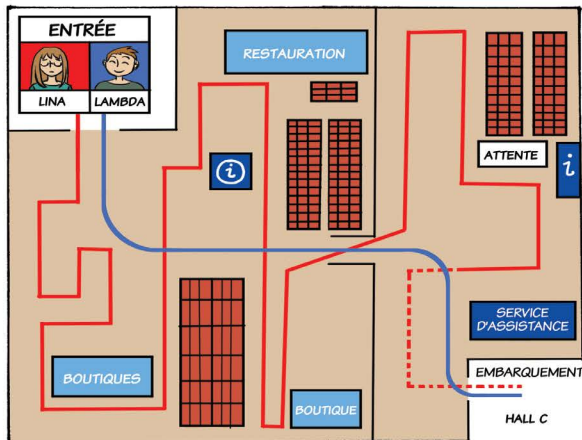 ENTRÉE
LINA
LAMBDA
RESTAURATION
i
ATTENTE
i
SERVICE
D'ASSISTANCE
BOUTIQUES
BOUTIQUE
EMBARQUEMENT
HALL C